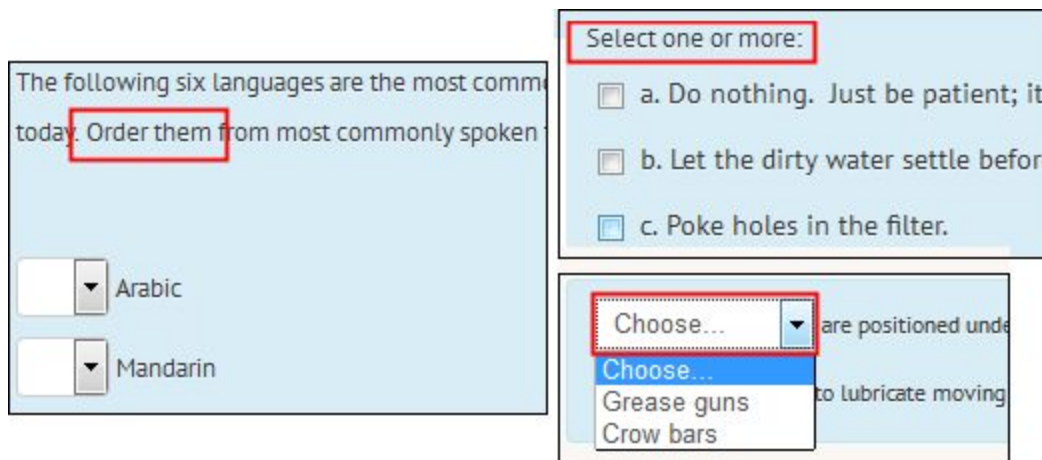 The following six languages are the most comm
today. Order them from most commonly spoken
Arabic
Mandarin
Select one or more:
a. Do nothing.  Just be patient; it
b. Let the dirty water settle befor
c. Poke holes in the filter.
Choose... are positioned unde
Choose...
Grease guns to lubricate moving
Crow bars